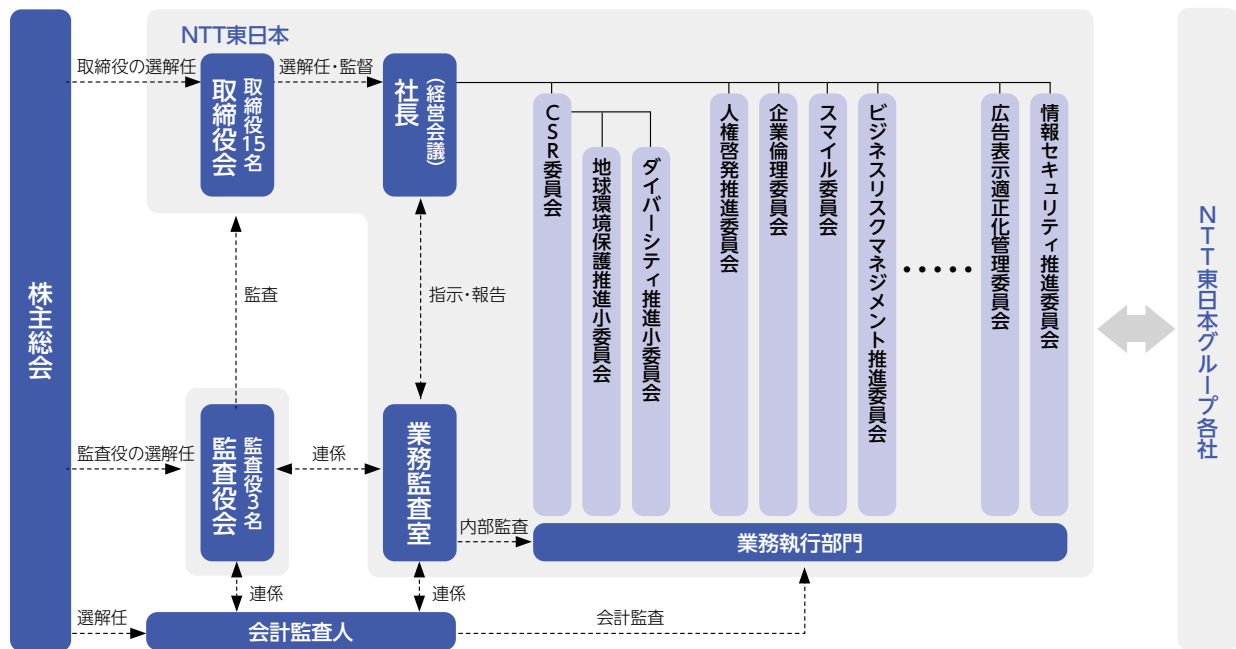 NTT東日本
株主総会
取締役の選解任
取締役会
取締役15名
選解任・監督
社長
(経営会議)
CSR委員会
地球環境保護推進小委員会
ダイバーシティ推進小委員会
人権啓発推進委員会
企業倫理委員会
スマイル委員会
ビジネスリスクマネジメント推進委員会
•••••
広告表示適正化管理委員会
情報セキュリティ推進委員会
NTT東日本グループ各社
監査
指示・報告
監査役の選解任
監査役会
監査役3名
連係
業務監査室
内部監査
業務執行部門
連係
連係
選解任
会計監査人
会計監査